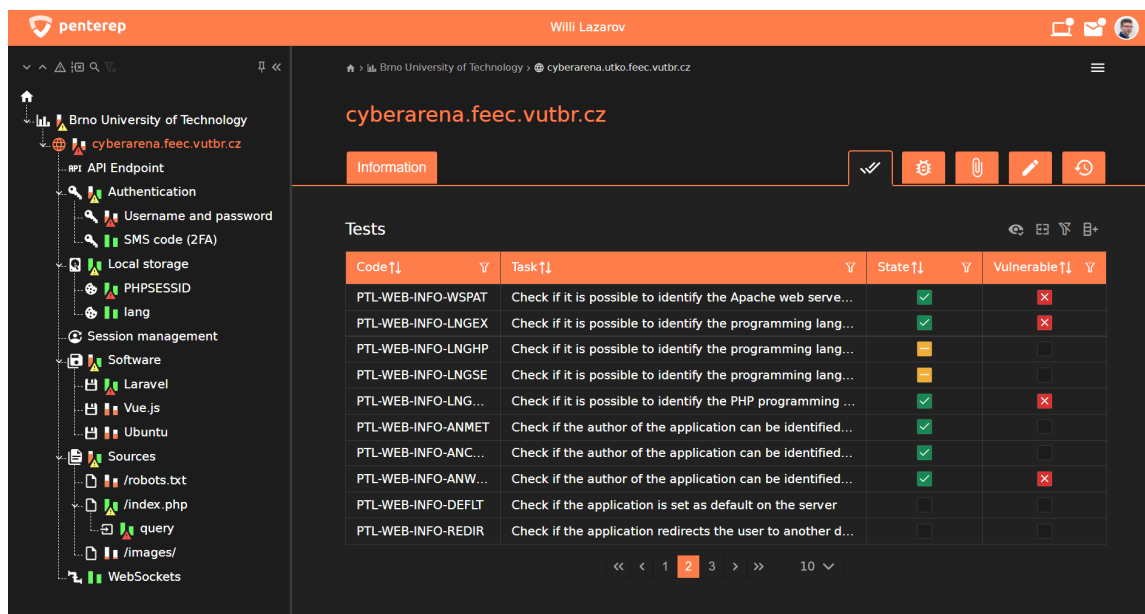 penterep
Willi Lazarov
Brno University of Technology › cyberarena.utko.feec.vutbr.cz
Brno University of Technology
cyberarena.feec.vutbr.cz
API API Endpoint
Authentication
Username and password
SMS code (2FA)
Local storage
PHPSESSID
lang
Session management
Software
Laravel
Vue.js
Ubuntu
Sources
/robots.txt
/index.php
query
/images/
WebSockets
cyberarena.feec.vutbr.cz
Information
Tests
Code Task State Vulnerable
PTL-WEB-INFO-WSPAT Check if it is possible to identify the Apache web serve...
PTL-WEB-INFO-LNGEX Check if it is possible to identify the programming lang...
PTL-WEB-INFO-LNGHP Check if it is possible to identify the programming lang...
PTL-WEB-INFO-LNGSE Check if it is possible to identify the programming lang...
PTL-WEB-INFO-LNG... Check if it is possible to identify the PHP programming ...
PTL-WEB-INFO-ANMET Check if the author of the application can be identified...
PTL-WEB-INFO-ANC... Check if the author of the application can be identified...
PTL-WEB-INFO-ANW... Check if the author of the application can be identified...
PTL-WEB-INFO-DEFLT Check if the application is set as default on the server
PTL-WEB-INFO-REDIR Check if the application redirects the user to another d...
« ‹ 1 2 3 › » 10